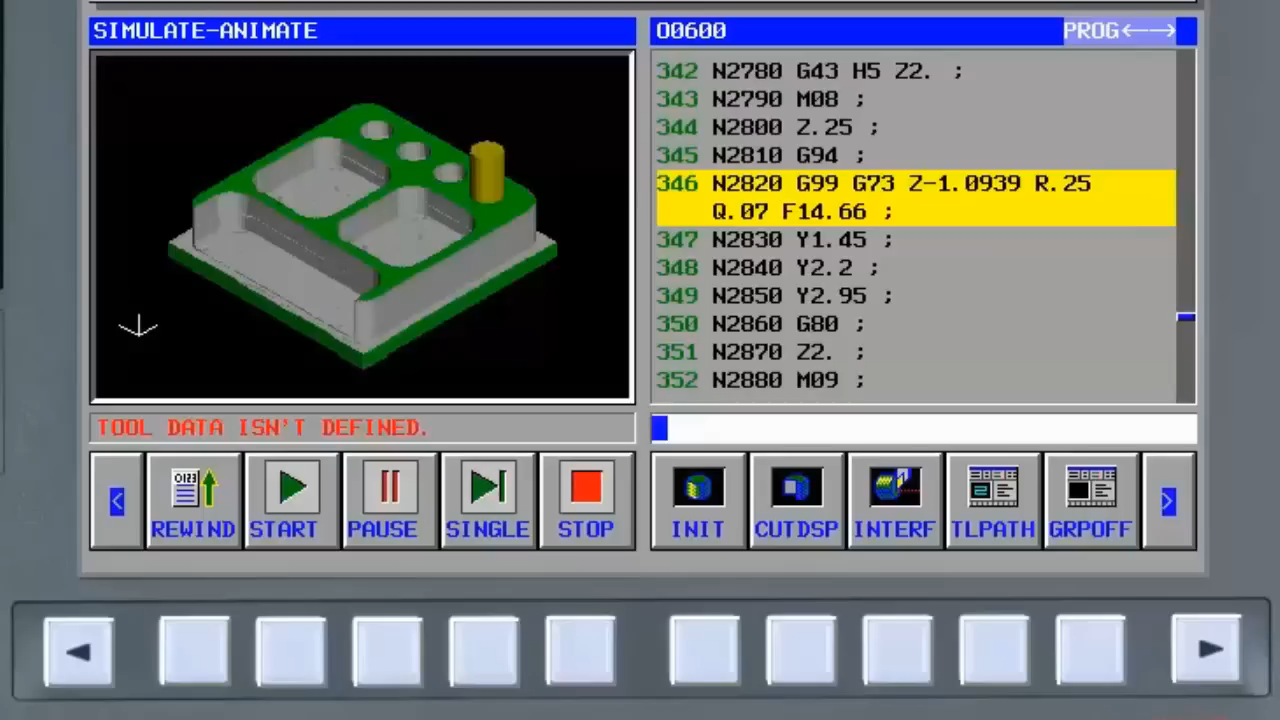 SIMULATE-ANIMATE
O0600 PROG←—→
342 N2780 G43 H5 Z2. ;
343 N2790 M08 ;
344 N2800 Z.25 ;
345 N2810 G94 ;
346 N2820 G99 G73 Z-1.0939 R.25
Q.07 F14.66 ;
347 N2830 Y1.45 ;
348 N2840 Y2.2 ;
349 N2850 Y2.95 ;
350 N2860 G80 ;
351 N2870 Z2. ;
352 N2880 M09 ;
TOOL DATA ISN'T DEFINED.
< REWIND START PAUSE SINGLE STOP INIT CUTDSP INTERF TLPATH GRPOFF >